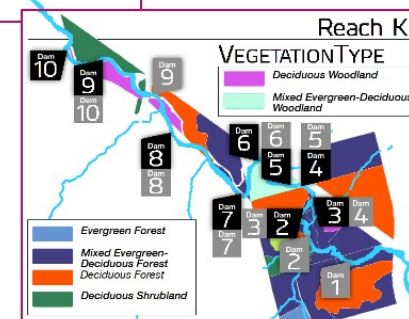 Reach K
VEGETATIONTYPE
Deciduous Woodland
Mixed Evergreen-Deciduous
Woodland
Dam
10
Dam
9
Dam
10
Dam
9
Dam
8
Dam
8
Dam
6
Dam
6
Dam
5
Dam
5
Dam
4
Dam
7
Dam
3
Dam
7
Dam
2
Dam
2
Dam
3
Dam
4
Dam
1
Evergreen Forest
Mixed Evergreen-
Deciduous Forest
Deciduous Forest
Deciduous Shrubland